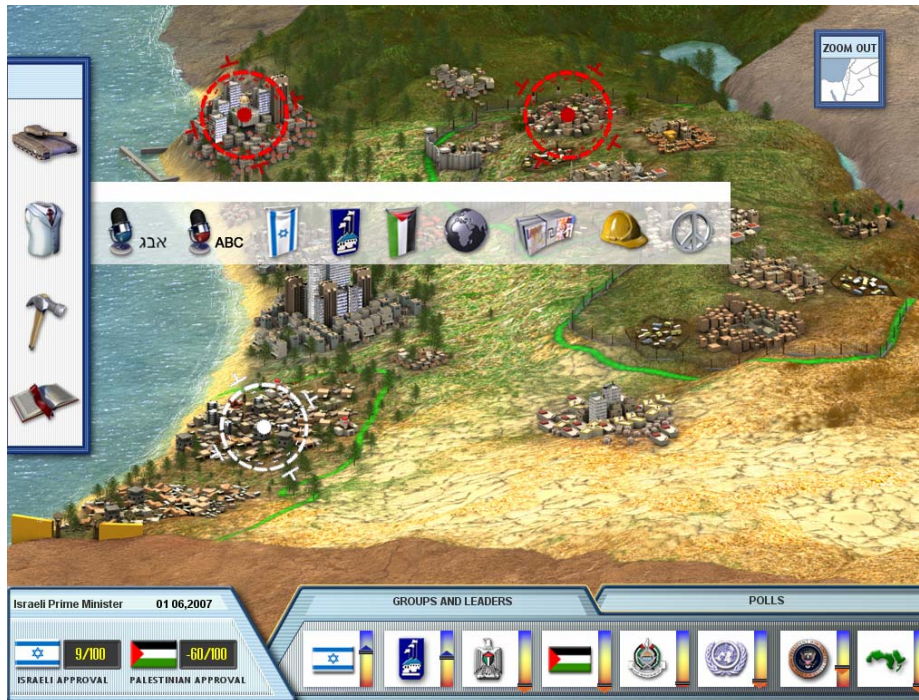 ZOOM OUT
אבג
ABC
Israeli Prime Minister 01 06,2007
9/100 -60/100
ISRAELI APPROVAL PALESTINIAN APPROVAL
GROUPS AND LEADERS
POLLS